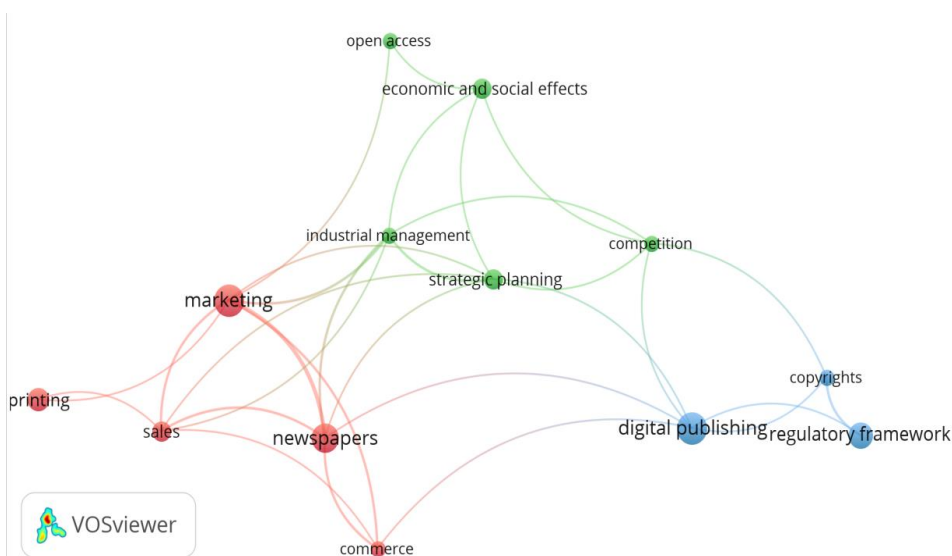 open access
economic and social effects
industrial management
competition
strategic planning
marketing
copyrights
printing
digital publishing
regulatory framework
sales
newspapers
VOSviewer
commerce